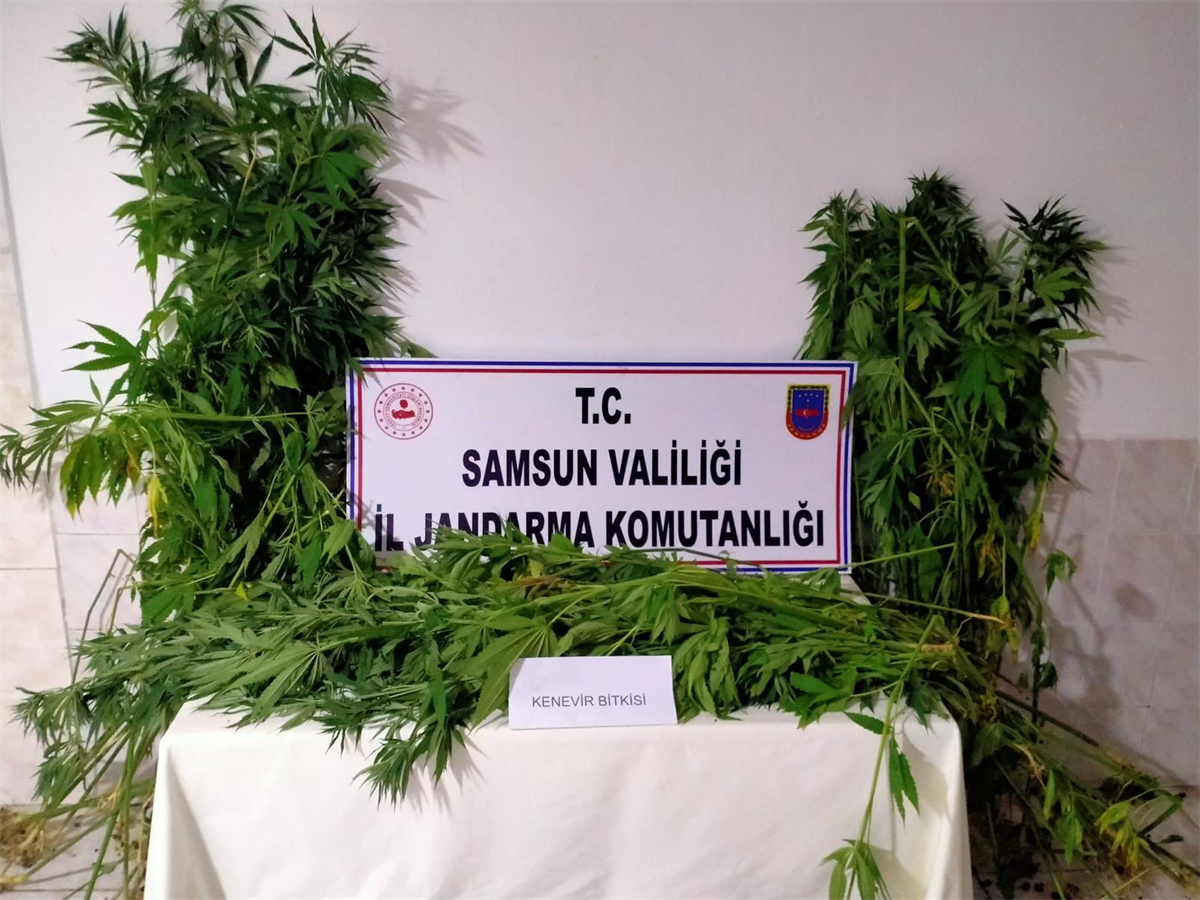 T.C.
SAMSUN VALİLİĞİ
İL JANDARMA KOMUTANLIĞI
KENEVİR BİTKİSİ